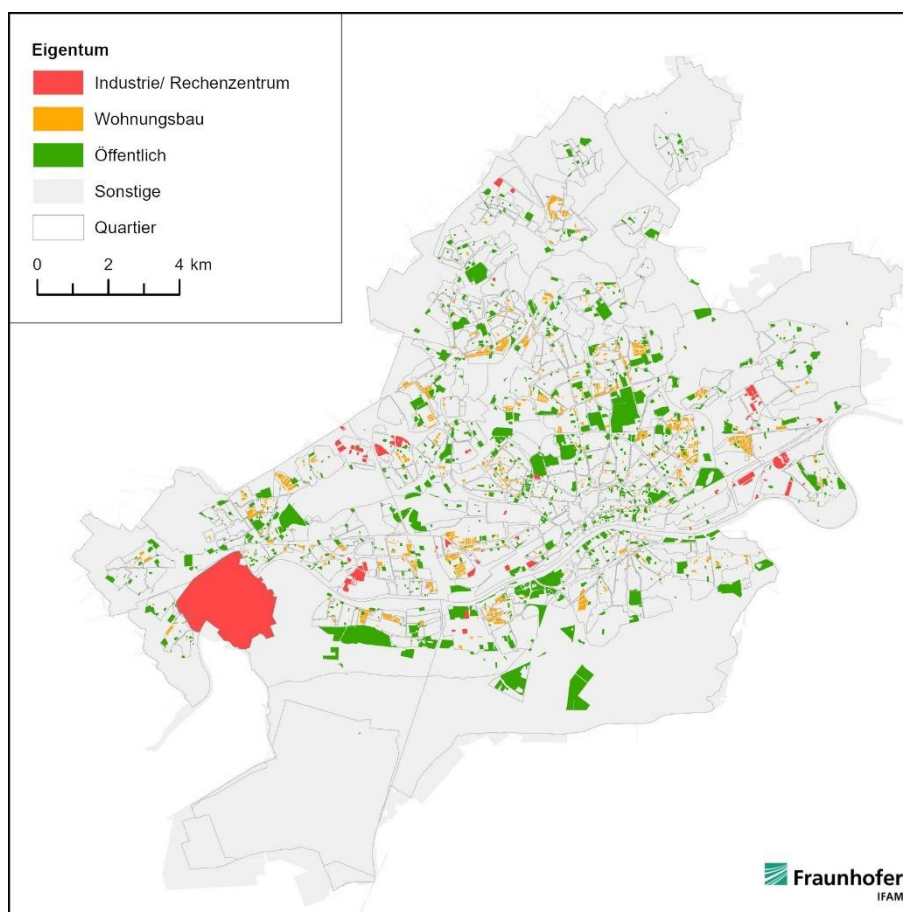 Eigentum
Industrie/ Rechenzentrum
Wohnungsbau
Öffentlich
Sonstige
Quartier
0 2 4 km
Fraunhofer
IFAM